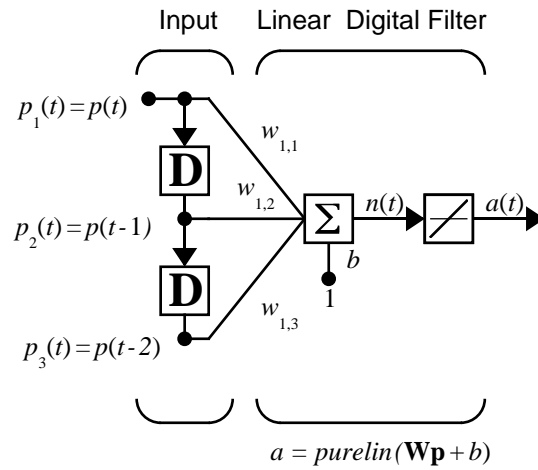 Input Linear Digital Filter
p1(t) = p(t)
w1,1
D
w1,2
n(t) a(t)
Σ
p2(t) = p(t-1)
b
D
1
w1,3
p3(t) = p(t-2)
a = purelin(Wp + b)